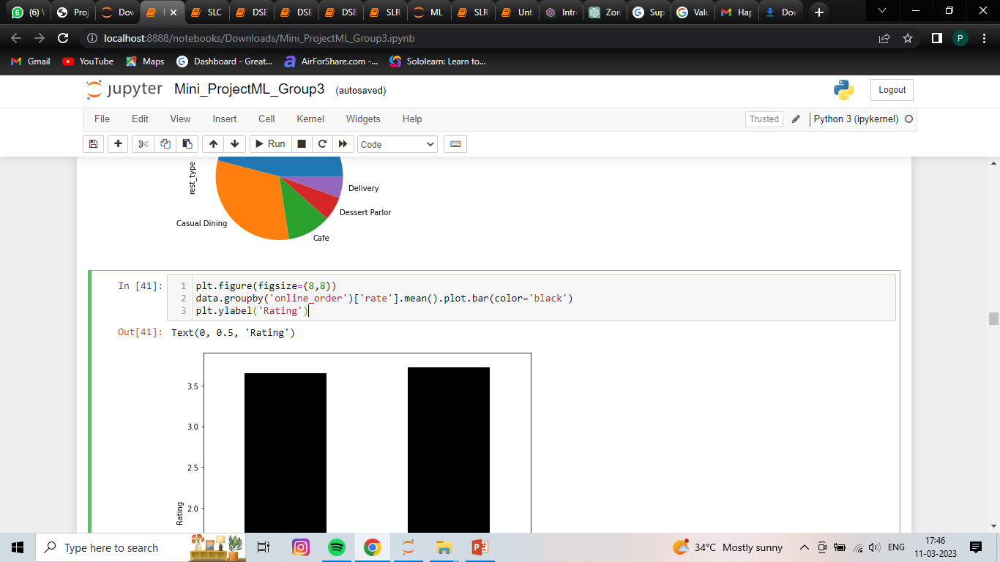 (6) \
Proj
Dov
I
SLC
DSE
DSE
DSE
SLR
ML
SLR
Unt
Intr
Zon
Sup
Valu
Hap
Dov
localhost:8888/notebooks/Downloads/Mini_ProjectML_Group3.ipynb
P
Gmail
YouTube
Maps
Dashboard - Great...
AirForShare.com -...
Sololearn: Learn to...
jupyter Mini_ProjectML_Group3 (autosaved)
Logout
File Edit View Insert Cell Kernel Widgets Help
Trusted
Python 3 (ipykernel)
Run
Code
rest_type
Delivery
Dessert Parlor
Casual Dining
Cafe
In [41]:
1 plt.figure(figsize=(8,8))
2 data.groupby('online_order')['rate'].mean().plot.bar(color='black')
3 plt.ylabel('Rating')
Out[41]: Text(0, 0.5, 'Rating')
3.5
3.0
2.5
2.0
Rating
Type here to search
34°C Mostly sunny
ENG
17:46
11-03-2023